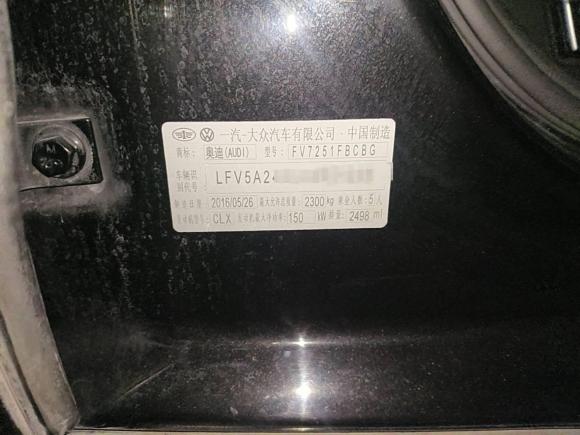 一汽-大众汽车有限公司·中国制造
商标: 奥迪(AUDI) 型号: FV7251FBCBG
车辆识别代号: LFV5A24
制造日期 2016/05/26 最大允许总质量: 2300 kg 乘坐人数: 5人
发动机型号: CLX 发动机最大净功率: 150 kW 排量: 2498 ml